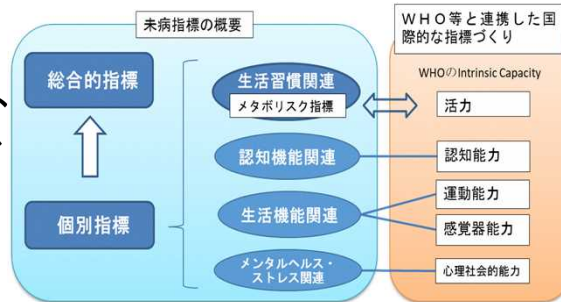 未病指標の概要
総合的指標
個別指標
生活習慣関連
メタボリスク指標
認知機能関連
生活機能関連
メンタルヘルス・
ストレス関連
WHO等と連携した国
際的な指標づくり
WHOのIntrinsic Capacity
活力
認知能力
運動能力
感覚器能力
心理社会的能力